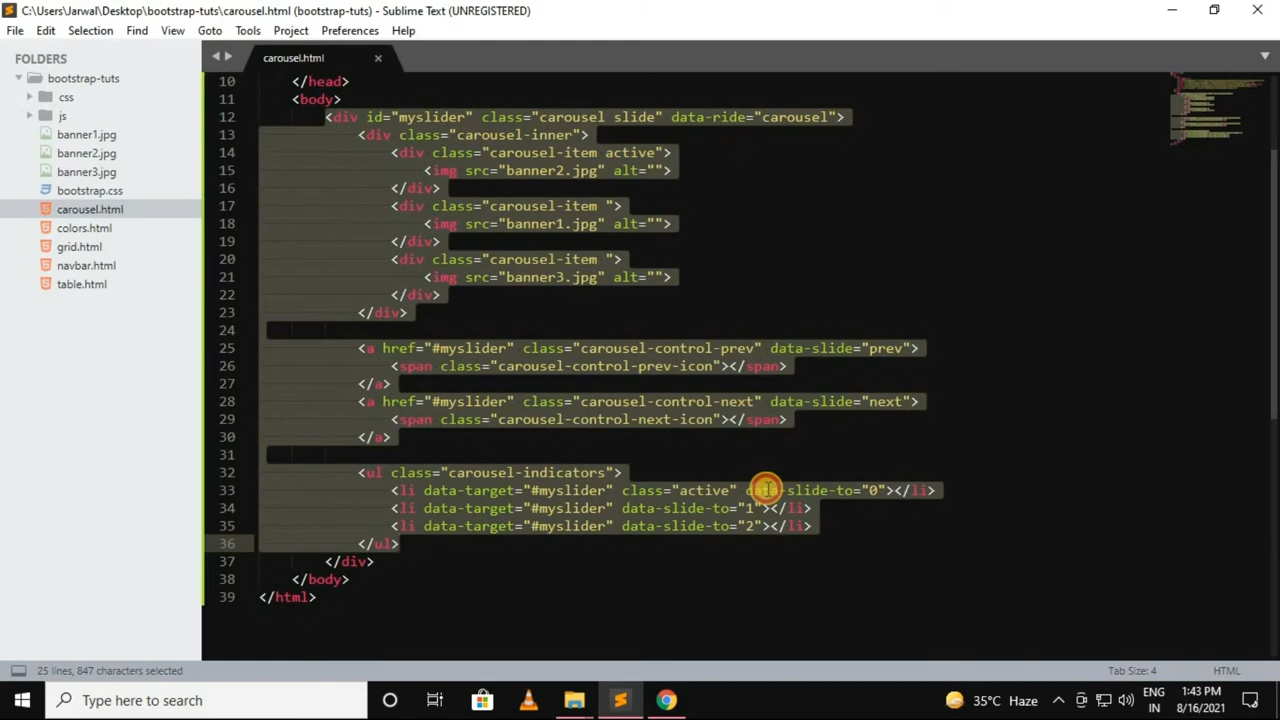 C:\Users\Jarwal\Desktop\bootstrap-tuts\carousel.html (bootstrap-tuts) - Sublime Text (UNREGISTERED)
File Edit Selection Find View Goto Tools Project Preferences Help
FOLDERS
bootstrap-tuts
css
js
banner1.jpg
banner2.jpg
banner3.jpg
bootstrap.css
carousel.html
colors.html
grid.html
navbar.html
table.html
carousel.html
10 </head>
11 <body>
12 <div id="myslider" class="carousel slide" data-ride="carousel">
13 <div class="carousel-inner">
14 <div class="carousel-item active">
15 <img src="banner2.jpg" alt="">
16 </div>
17 <div class="carousel-item ">
18 <img src="banner1.jpg" alt="">
19 </div>
20 <div class="carousel-item ">
21 <img src="banner3.jpg" alt="">
22 </div>
23 </div>
24
25 <a href="#myslider" class="carousel-control-prev" data-slide="prev">
26 <span class="carousel-control-prev-icon"></span>
27 </a>
28 <a href="#myslider" class="carousel-control-next" data-slide="next">
29 <span class="carousel-control-next-icon"></span>
30 </a>
31
32 <ul class="carousel-indicators">
33 <li data-target="#myslider" class="active" data-slide-to="0"></li>
34 <li data-target="#myslider" data-slide-to="1"></li>
35 <li data-target="#myslider" data-slide-to="2"></li>
36 </ul>
37 </div>
38 </body>
39 </html>
25 lines, 847 characters selected
Tab Size: 4 HTML
Type here to search
35°C Haze
ENG
IN
1:43 PM
8/16/2021